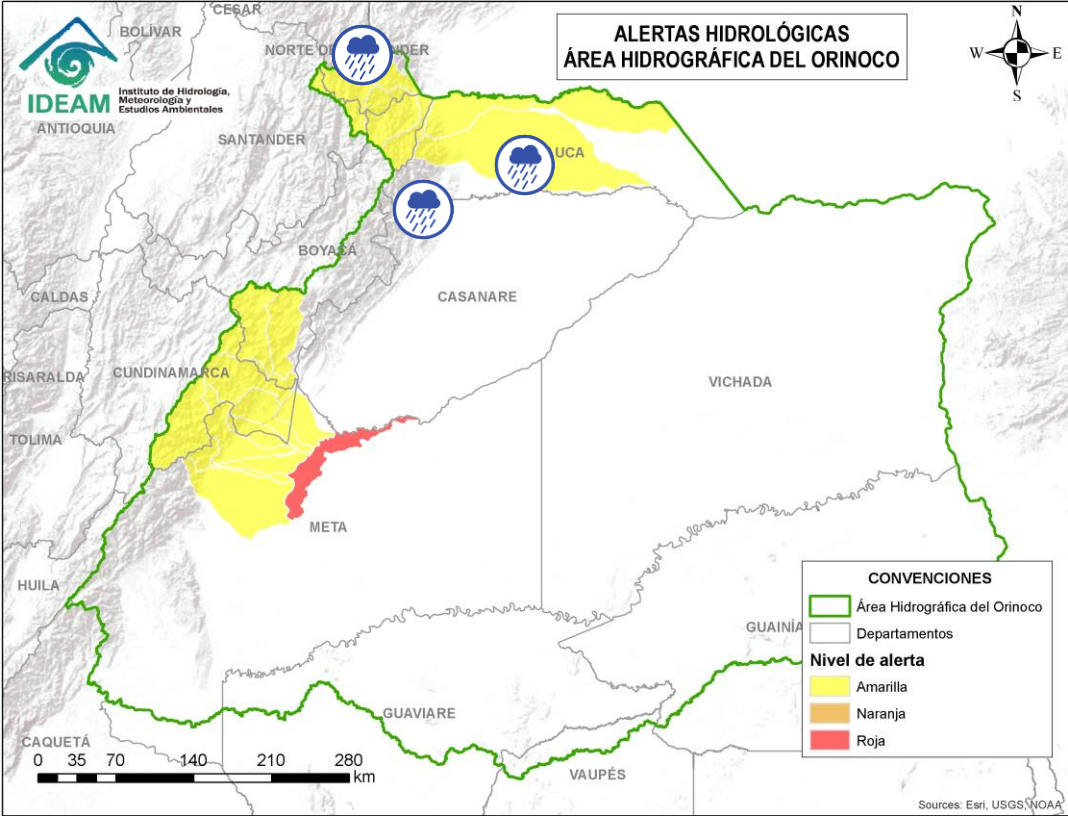 CESAR
BOLÍVAR
NORTE DE
ANTIOQUIA
SANTANDER
BOYACÁ
CALDAS
CASANARE
RISARALDA
CUNDINAMARCA
VICHADA
TOLIMA
META
HUILA
GUAINÍA
GUAVIARE
CAQUETÁ
VAUPÉS
IDEAM
Instituto de Hidrología,
Meteorología y
Estudios Ambientales
ALERTAS HIDROLÓGICAS
ÁREA HIDROGRÁFICA DEL ORINOCO
N
W E
S
CONVENCIONES
Área Hidrográfica del Orinoco
Departamentos
Nivel de alerta
Amarilla
Naranja
Roja
0 35 70 140 210 280
km
Sources: Esri, USGS, NOAA